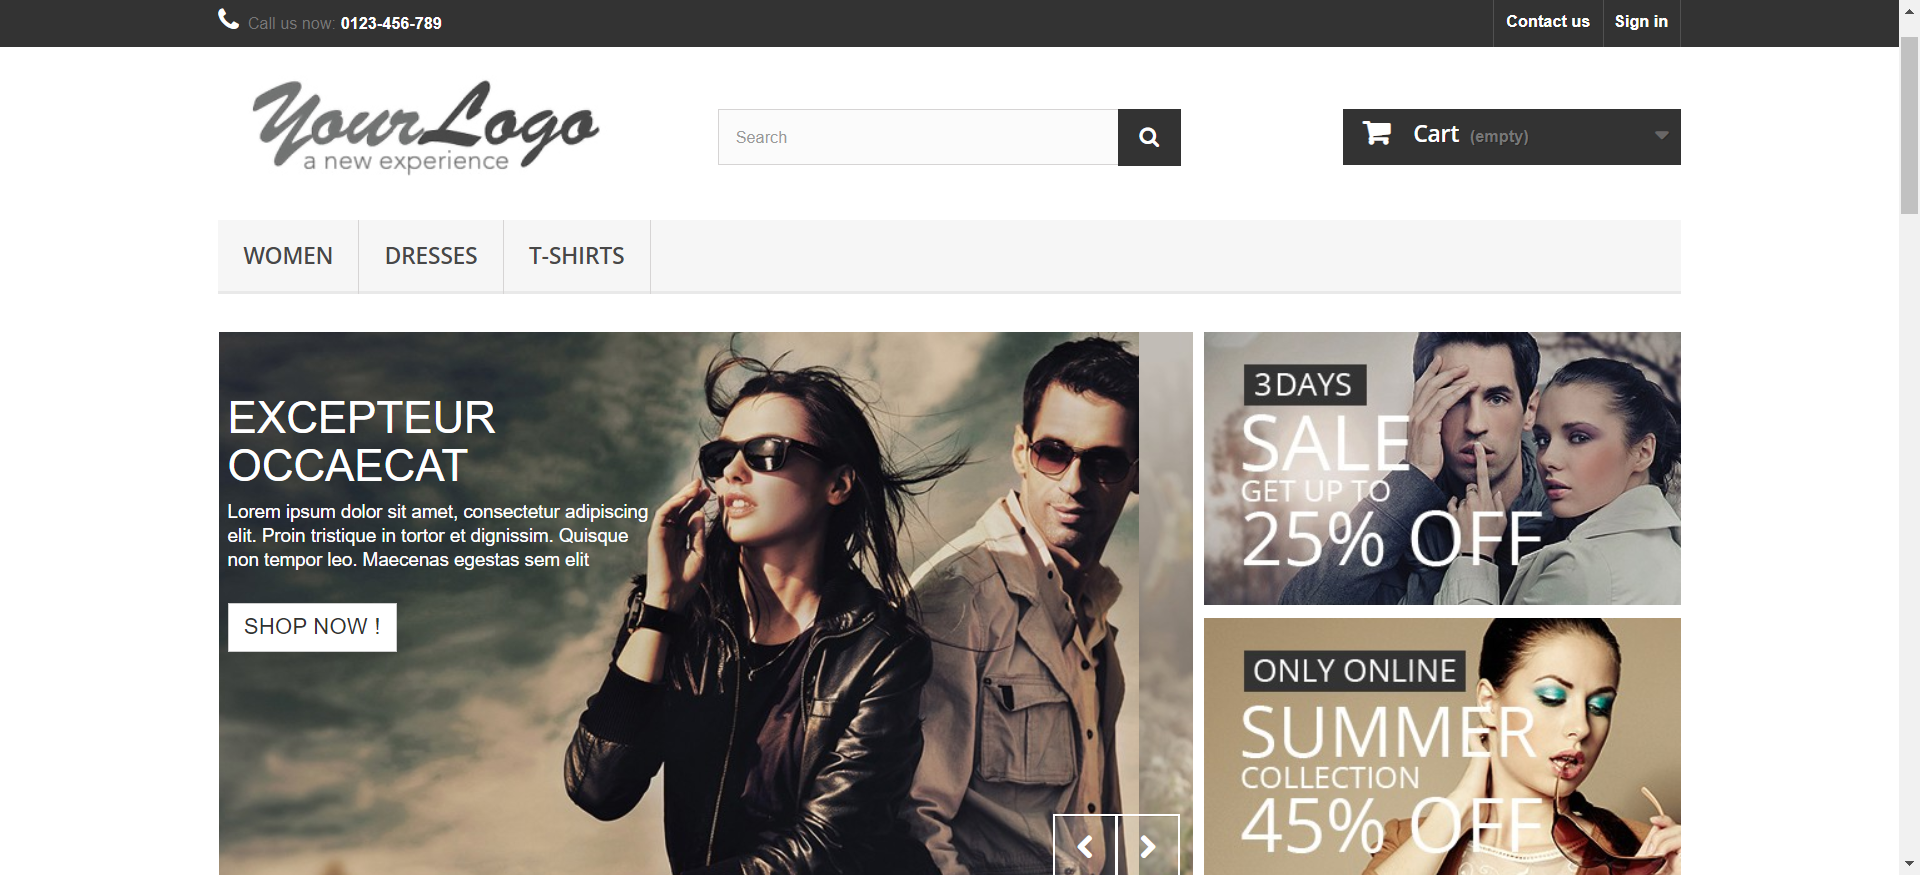 Call us now: 0123-456-789
Contact us
Sign in
YourLogo
a new experience
Search
Cart (empty)
WOMEN
DRESSES
T-SHIRTS
EXCEPTEUR
OCCAECAT
Lorem ipsum dolor sit amet, consectetur adipiscing
elit. Proin tristique in tortor et dignissim. Quisque
non tempor leo. Maecenas egestas sem elit
SHOP NOW !
3 DAYS
SALE
GET UP TO
25% OFF
ONLY ONLINE
SUMMER
COLLECTION
45% OFF